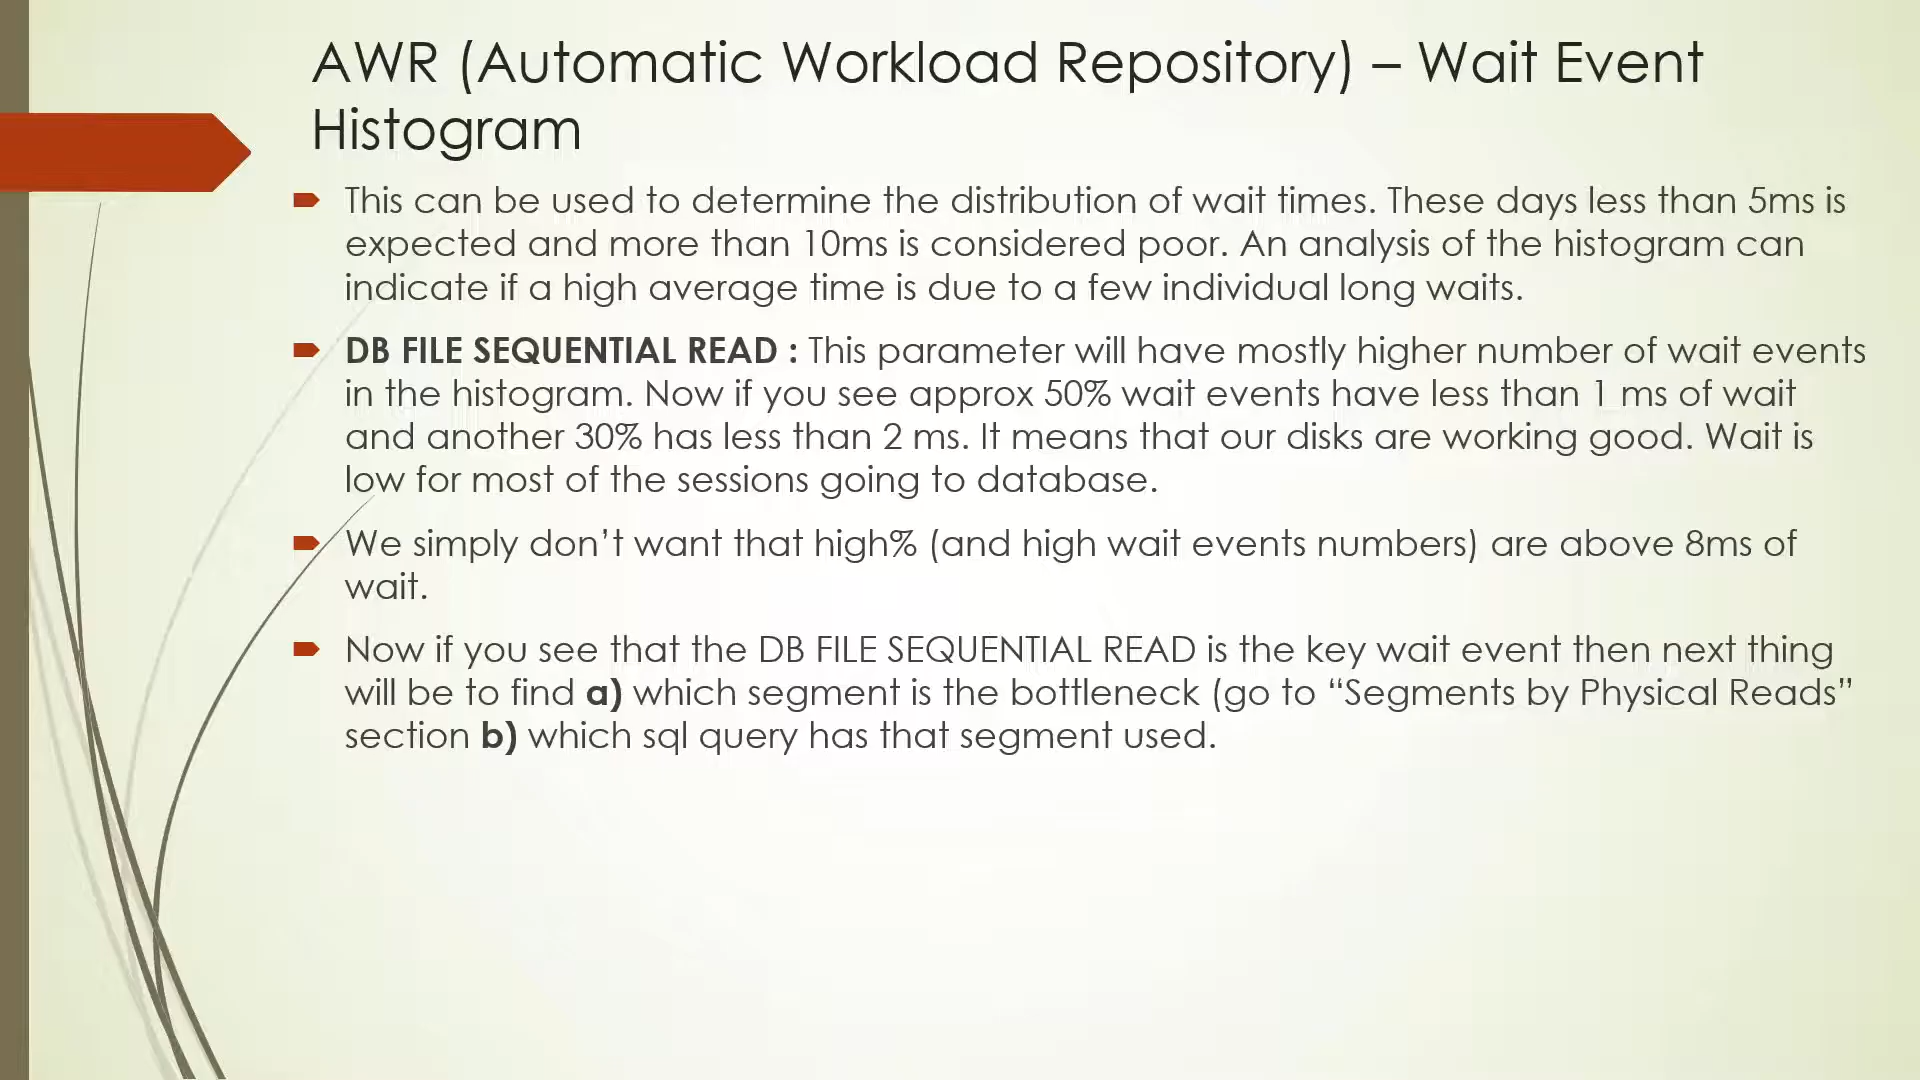 AWR (Automatic Workload Repository) – Wait Event
Histogram
This can be used to determine the distribution of wait times. These days less than 5ms is
expected and more than 10ms is considered poor. An analysis of the histogram can
indicate if a high average time is due to a few individual long waits.
DB FILE SEQUENTIAL READ : This parameter will have mostly higher number of wait events
in the histogram. Now if you see approx 50% wait events have less than 1 ms of wait
and another 30% has less than 2 ms. It means that our disks are working good. Wait is
low for most of the sessions going to database.
We simply don’t want that high% (and high wait events numbers) are above 8ms of
wait.
Now if you see that the DB FILE SEQUENTIAL READ is the key wait event then next thing
will be to find a) which segment is the bottleneck (go to “Segments by Physical Reads”
section b) which sql query has that segment used.